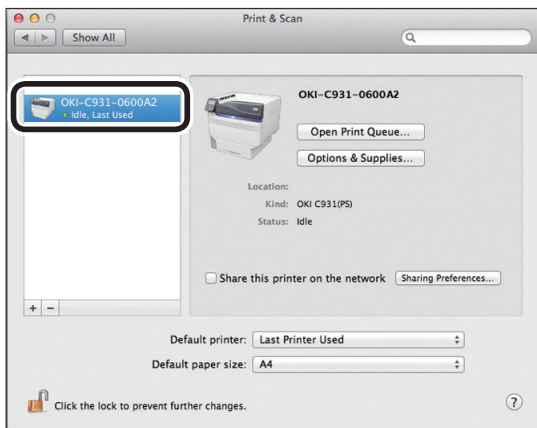 Print & Scan
Show All
OKI-C931-0600A2
Idle, Last Used
OKI-C931-0600A2
Open Print Queue...
Options & Supplies...
Location:
Kind: OKI C931(PS)
Status: Idle
Share this printer on the network Sharing Preferences...
+ -
Default printer: Last Printer Used
Default paper size: A4
Click the lock to prevent further changes. ?